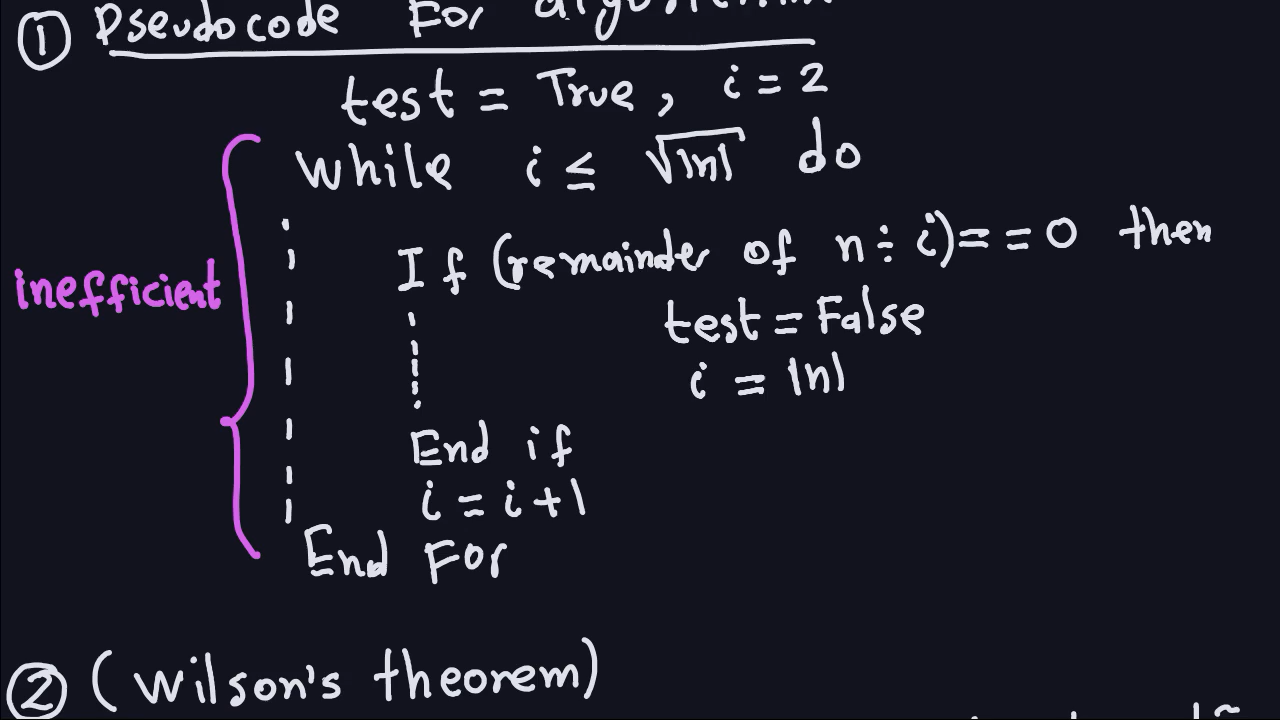 ① Pseudocode For algorithm
test = True, i = 2
While i ≤ √|n| do
If (remainder of n ÷ i) == 0 then
inefficient
test = False
i = |n|
End if
i = i + 1
End For
② (Wilson's theorem)